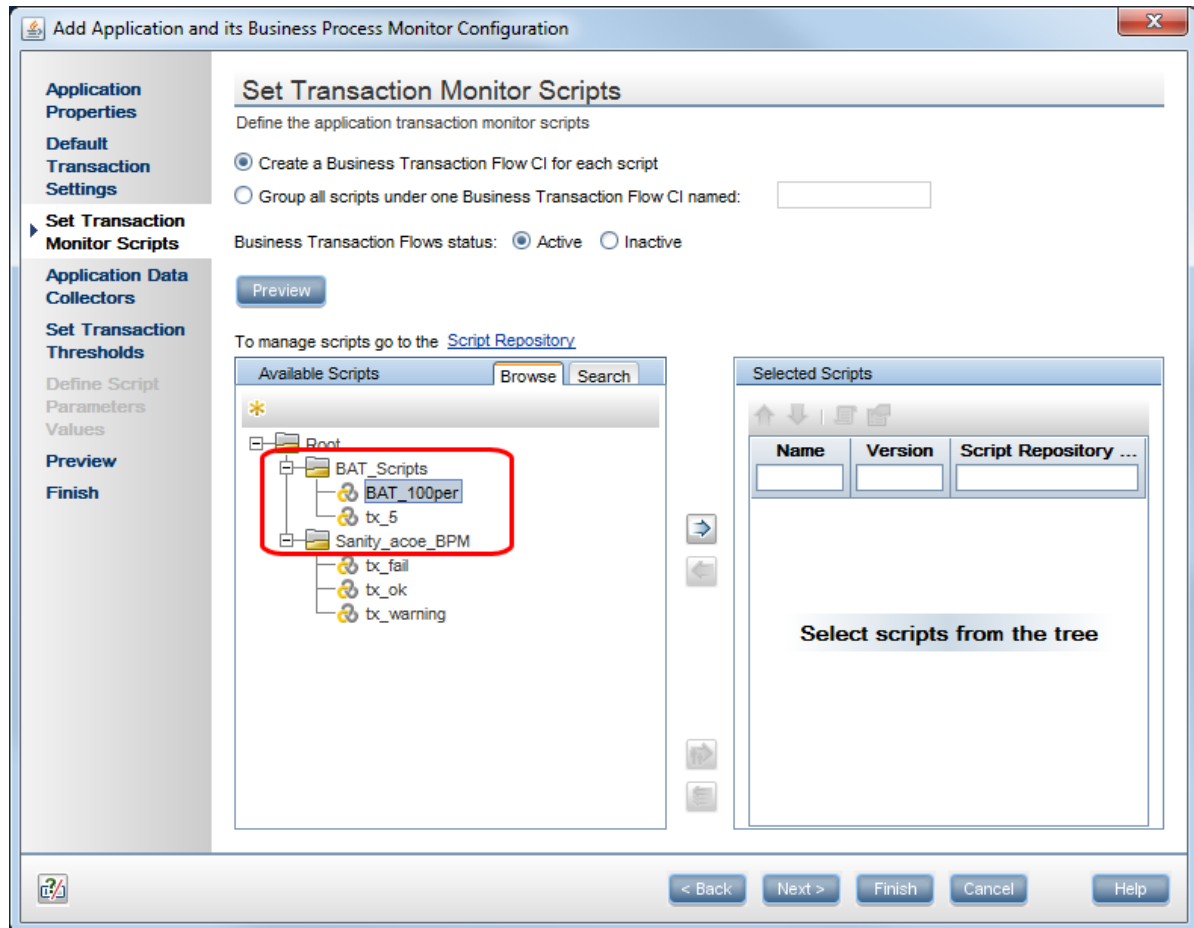 Add Application and its Business Process Monitor Configuration
Application
Properties
Default
Transaction
Settings
Set Transaction
Monitor Scripts
Application Data
Collectors
Set Transaction
Thresholds
Define Script
Parameters
Values
Preview
Finish
Set Transaction Monitor Scripts
Define the application transaction monitor scripts
Create a Business Transaction Flow CI for each script
Group all scripts under one Business Transaction Flow CI named:
Business Transaction Flows status: Active Inactive
Preview
To manage scripts go to the Script Repository
Available Scripts Browse Search
Root
BAT_Scripts
BAT_100per
tx_5
Sanity_acoe_BPM
tx_fail
tx_ok
tx_warning
Selected Scripts
Name Version Script Repository ...
Select scripts from the tree
< Back Next > Finish Cancel Help